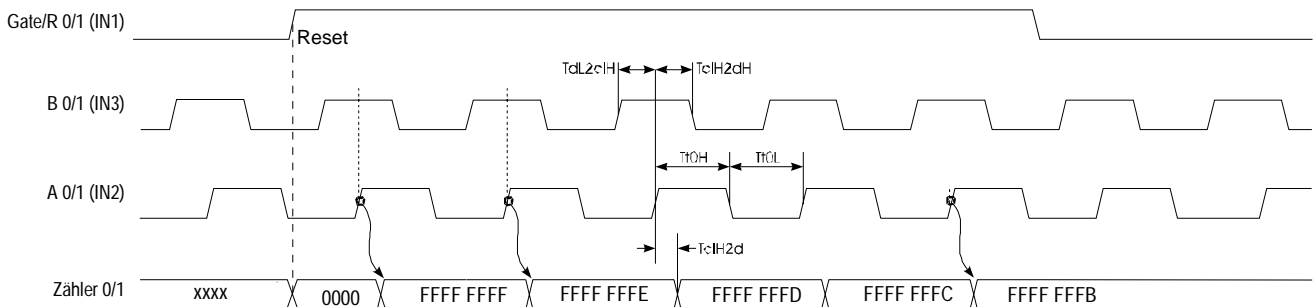 Gate/R 0/1 (IN1)
Reset
TdL2clH
TclH2dH
B 0/1 (IN3)
Tt0H
Tt0L
A 0/1 (IN2)
TclH2d
Zähler 0/1
xxxx
0000
FFFF FFFF
FFFF FFFE
FFFF FFFD
FFFF FFFC
FFFF FFFB